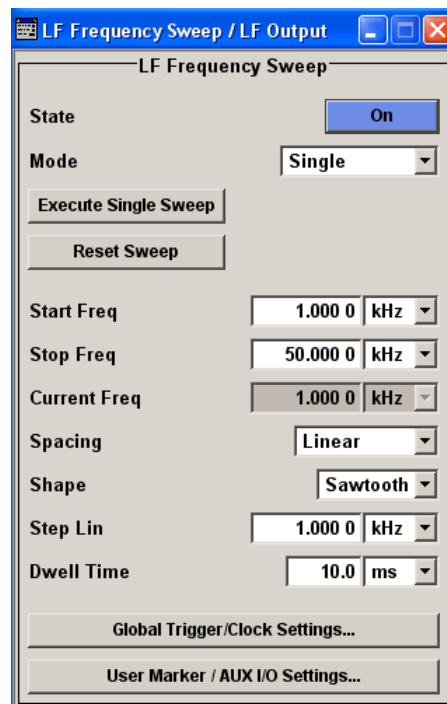 LF Frequency Sweep / LF Output
LF Frequency Sweep
State On
Mode Single
Execute Single Sweep
Reset Sweep
Start Freq 1.000 0 kHz
Stop Freq 50.000 0 kHz
Current Freq 1.000 0 kHz
Spacing Linear
Shape Sawtooth
Step Lin 1.000 0 kHz
Dwell Time 10.0 ms
Global Trigger/Clock Settings...
User Marker / AUX I/O Settings...